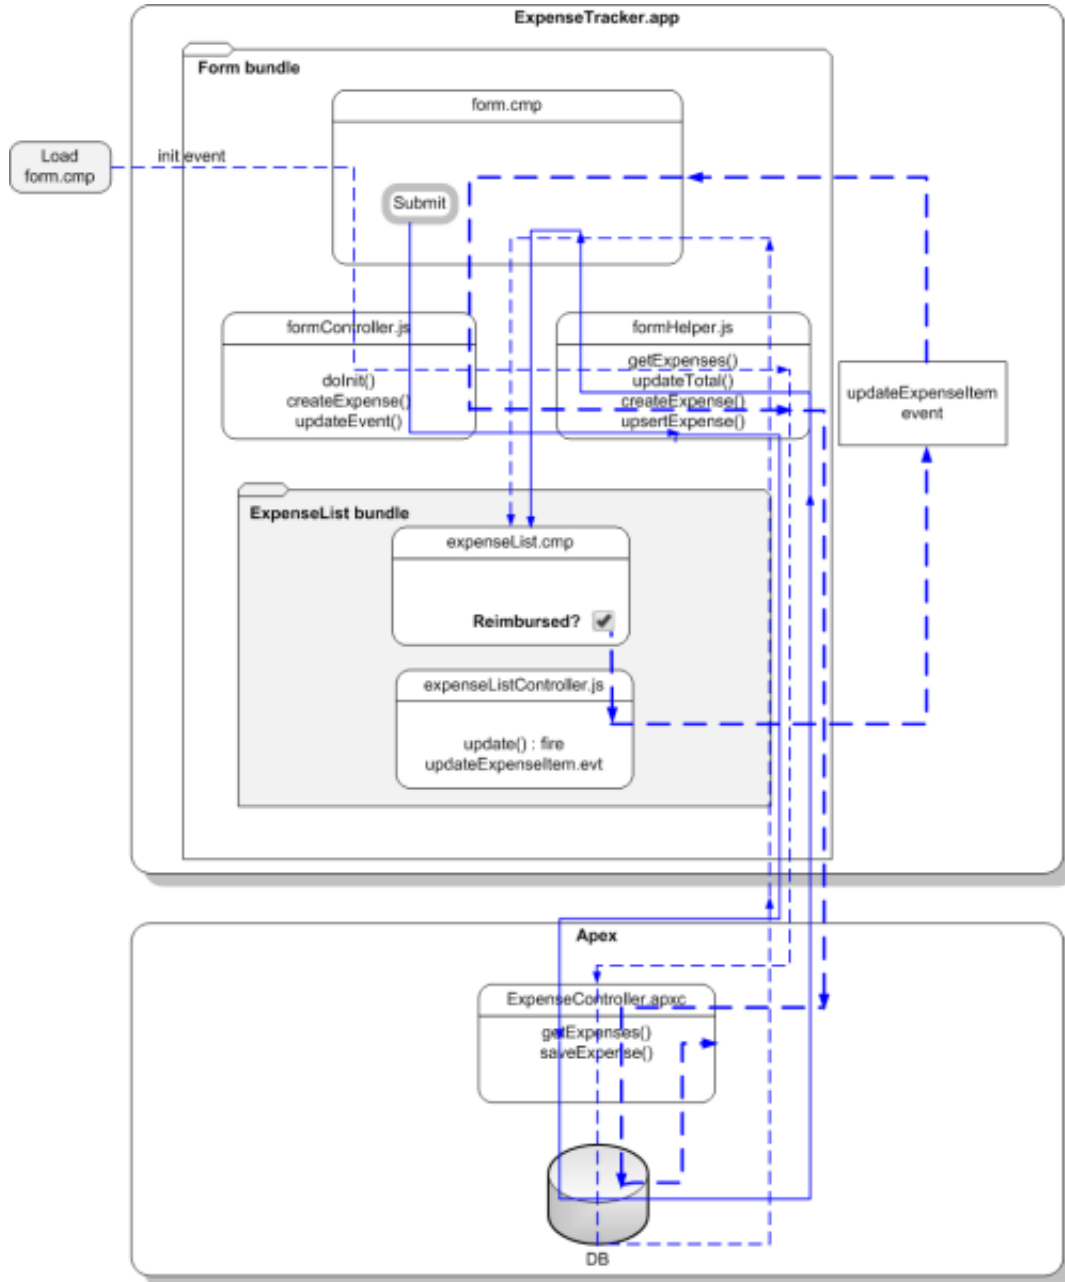 ExpenseTracker.app
Form bundle
form.cmp
Load
form.cmp
init event
Submit
formController.js
doInit()
createExpense()
updateEvent()
formHelper.js
getExpenses()
updateTotal()
createExpense()
upsertExpense()
updateExpenseItem
event
ExpenseList bundle
expenseList.cmp
Reimbursed?
expenseListController.js
update() : fire
updateExpenseItem.evt
Apex
ExpenseController.apxc
getExpenses()
saveExpense()
DB